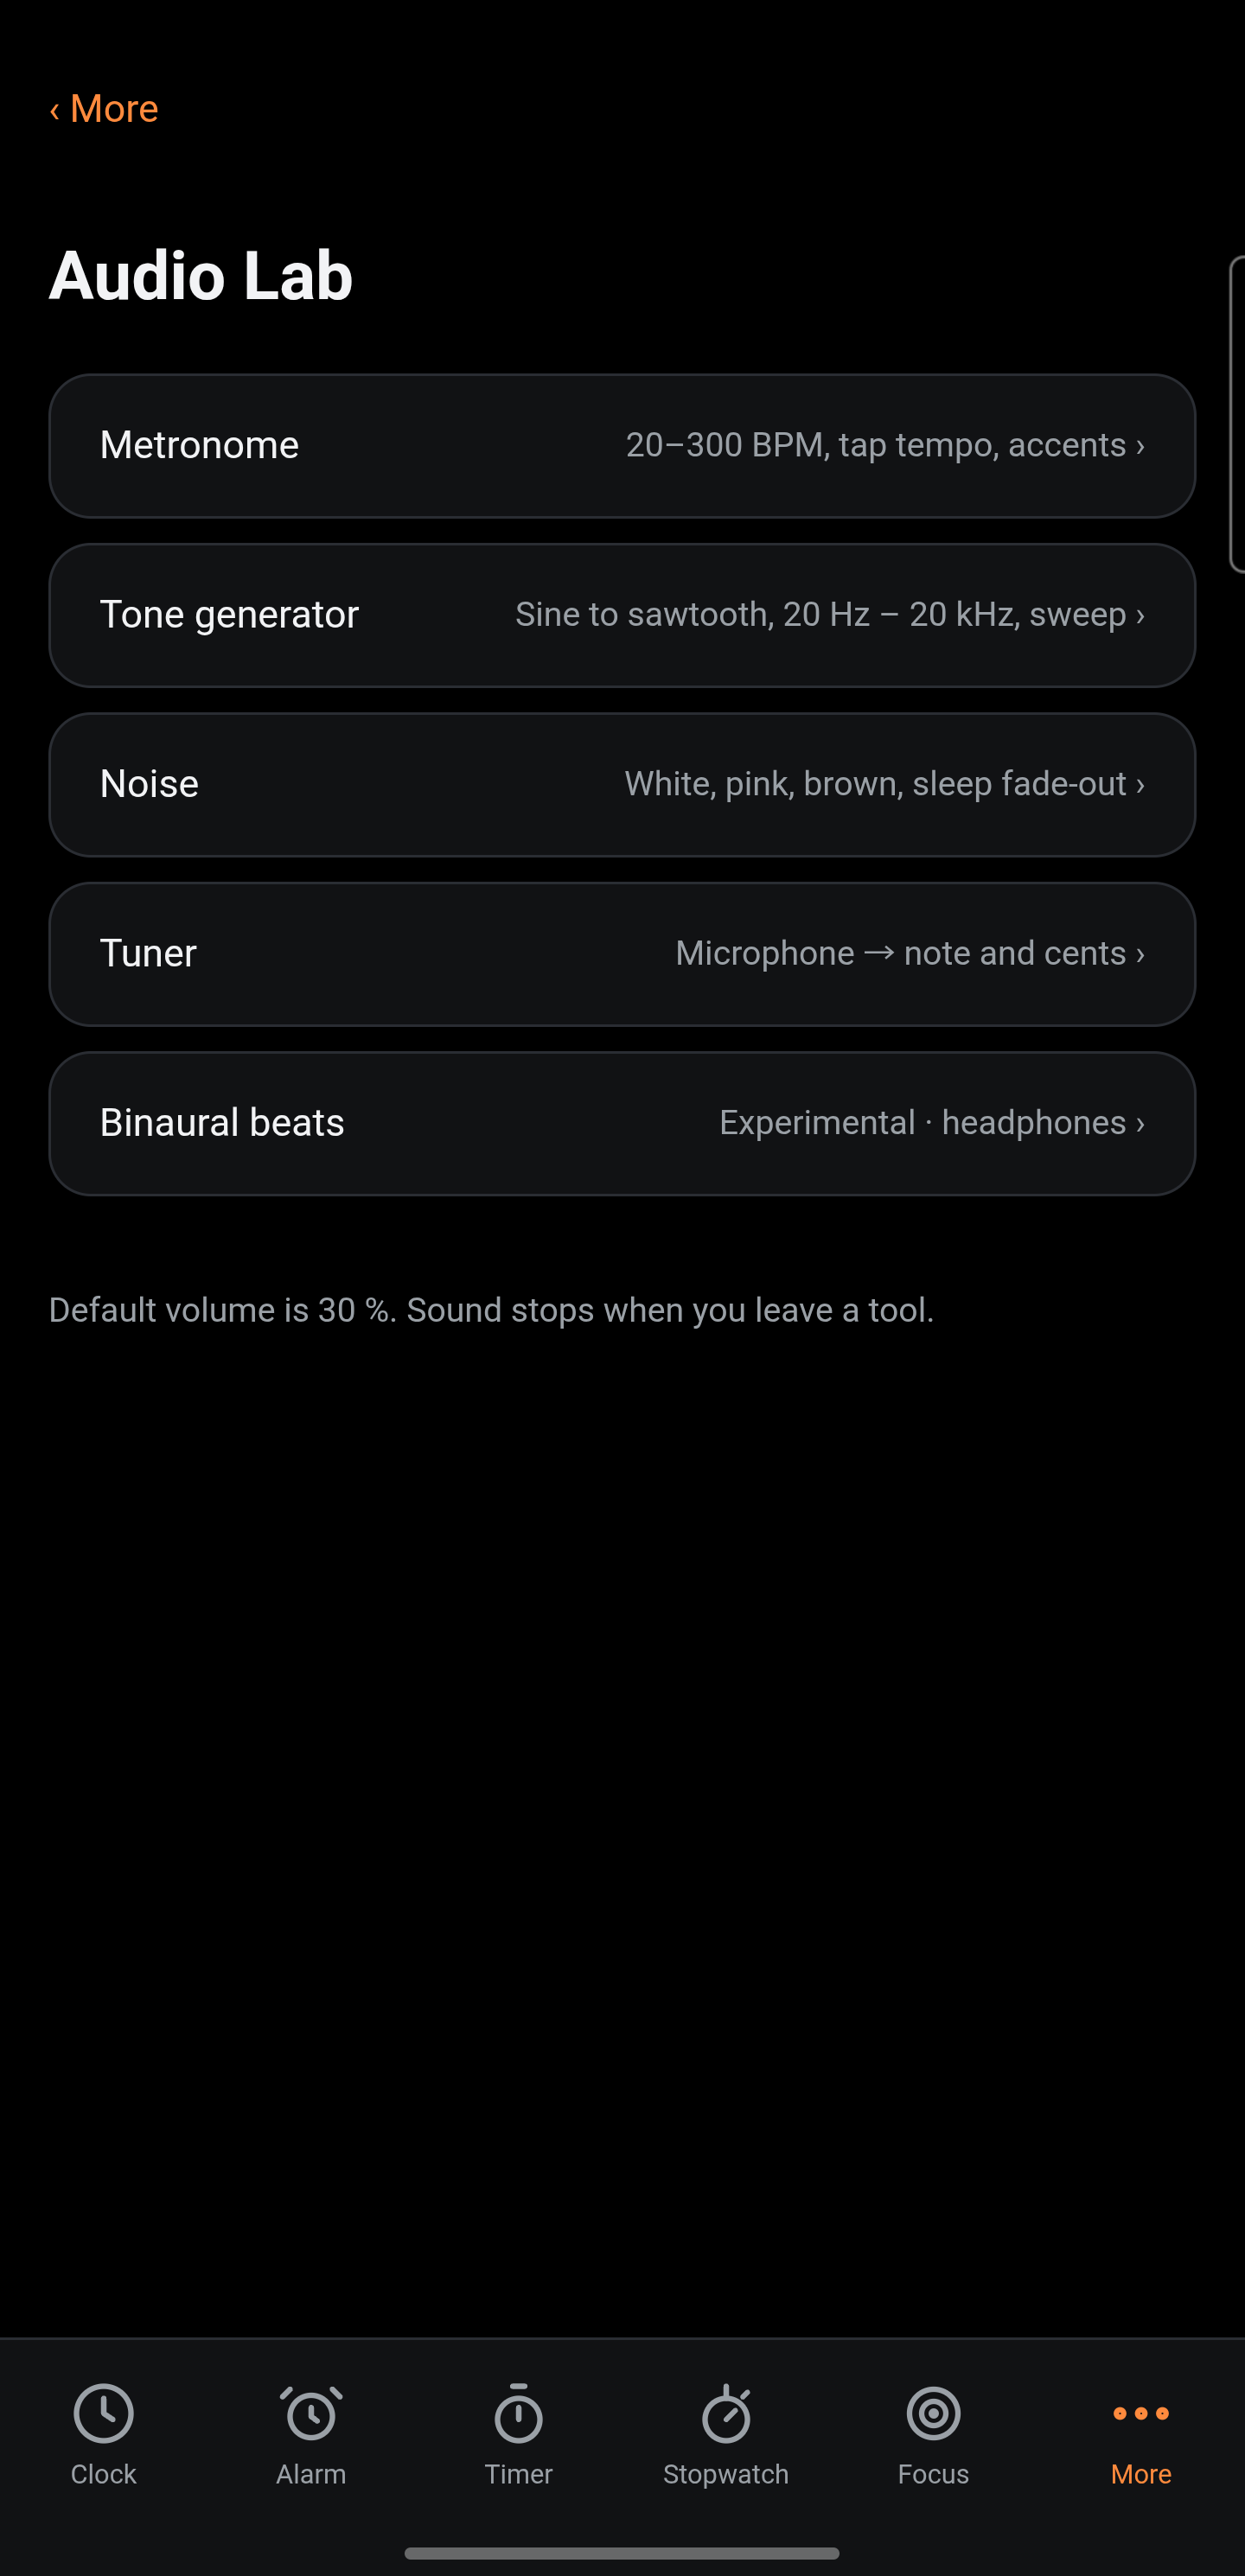 ‹ More
Audio Lab
Metronome 20–300 BPM, tap tempo, accents ›
Tone generator Sine to sawtooth, 20 Hz – 20 kHz, sweep ›
Noise White, pink, brown, sleep fade-out ›
Tuner Microphone → note and cents ›
Binaural beats Experimental · headphones ›
Default volume is 30 %. Sound stops when you leave a tool.
Clock Alarm Timer Stopwatch Focus More